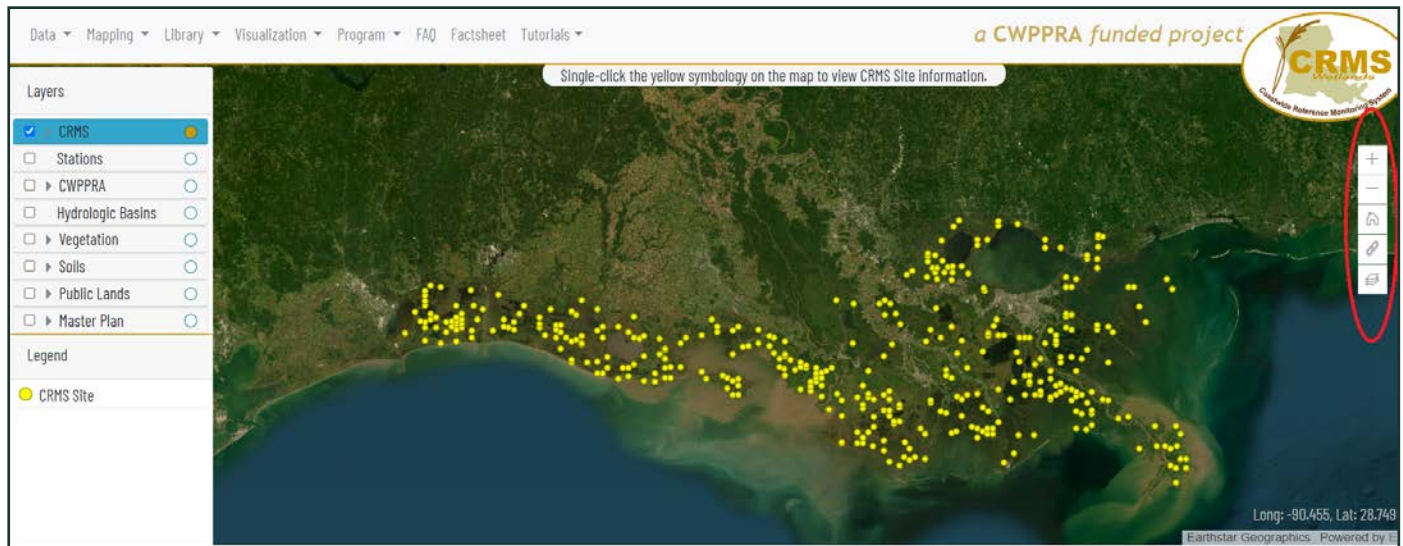 Data Mapping Library Visualization Program FAQ Factsheet Tutorials
a CWPPRA funded project
CRMS
Wetlands
Coastwide Reference Monitoring System
Single-click the yellow symbology on the map to view CRMS Site information.
Layers
CRMS
Stations
CWPPRA
Hydrologic Basins
Vegetation
Soils
Public Lands
Master Plan
Legend
CRMS Site
Long: -90.455, Lat: 28.749
Earthstar Geographics Powered by E